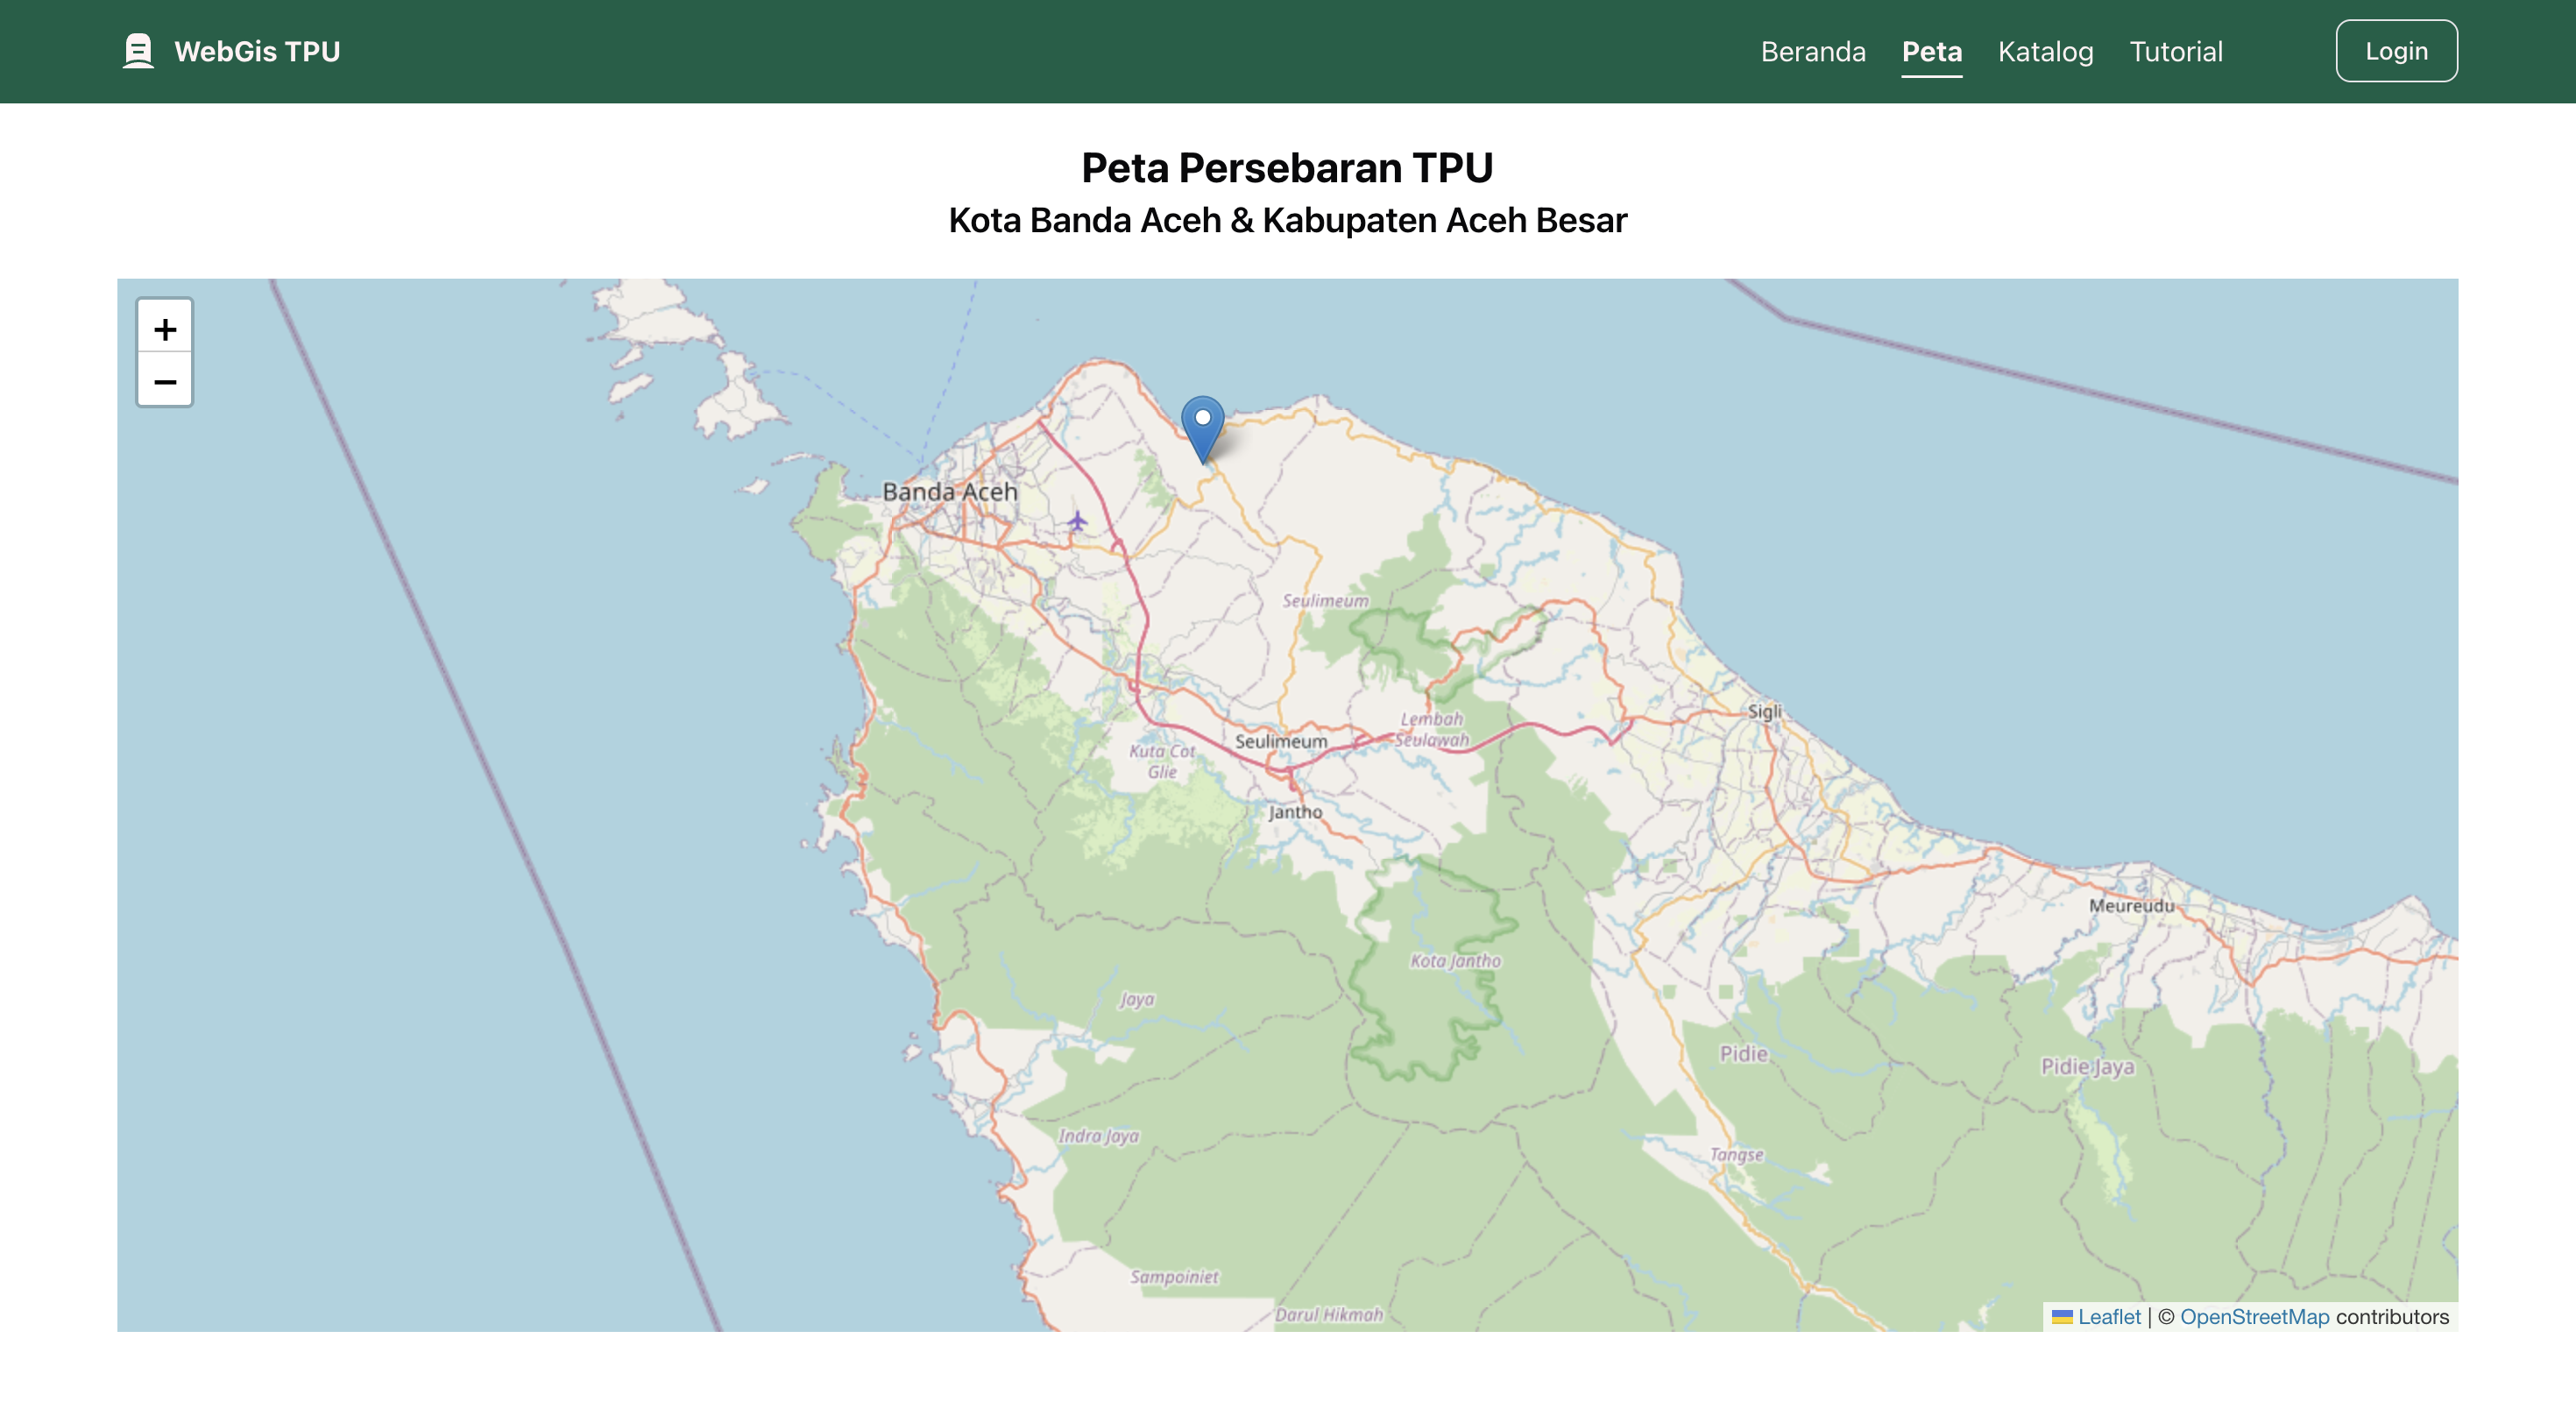 WebGis TPU
Beranda Peta Katalog Tutorial Login
Peta Persebaran TPU
Kota Banda Aceh & Kabupaten Aceh Besar
+
−
Banda Aceh
Seulimeum
Sigli
Lembah
Seulawah
Seulimeum
Kuta Cot
Glie
Jantho
Meureudu
Kota Jantho
Jaya
Pidie
Pidie Jaya
Indra Jaya
Tangse
Sampoiniet
Darul Hikmah
Leaflet | © OpenStreetMap contributors